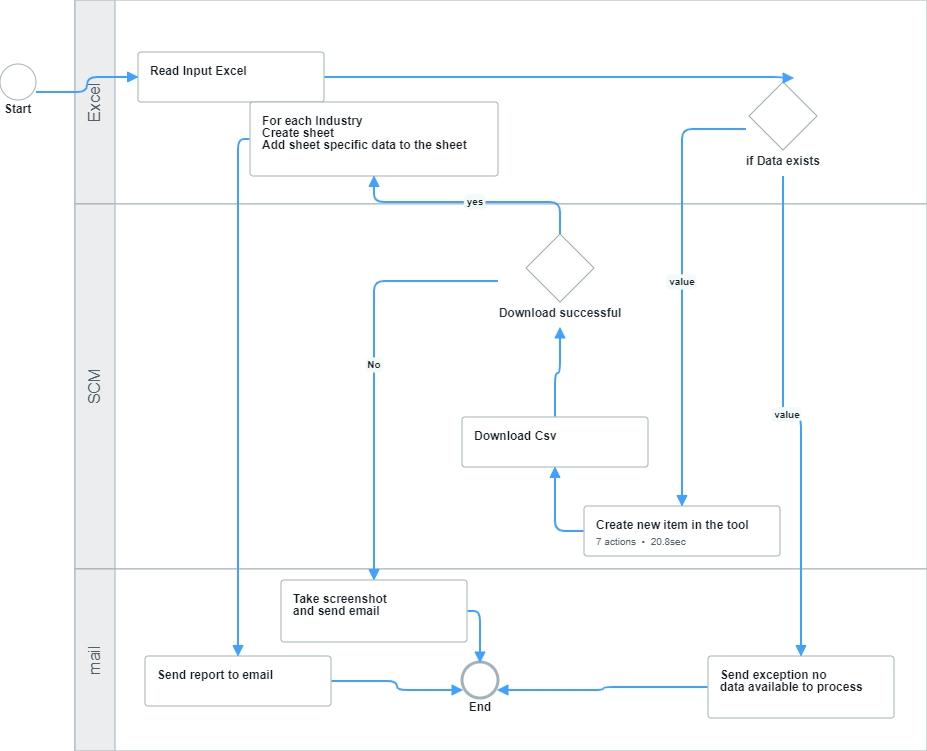 Start
Excel
Read Input Excel
For each Industry
Create sheet
Add sheet specific data to the sheet
if Data exists
yes
SCM
value
Download successful
No
value
Download Csv
Create new item in the tool
7 actions • 20.8sec
mail
Take screenshot
and send email
Send report to email
Send exception no
data available to process
End